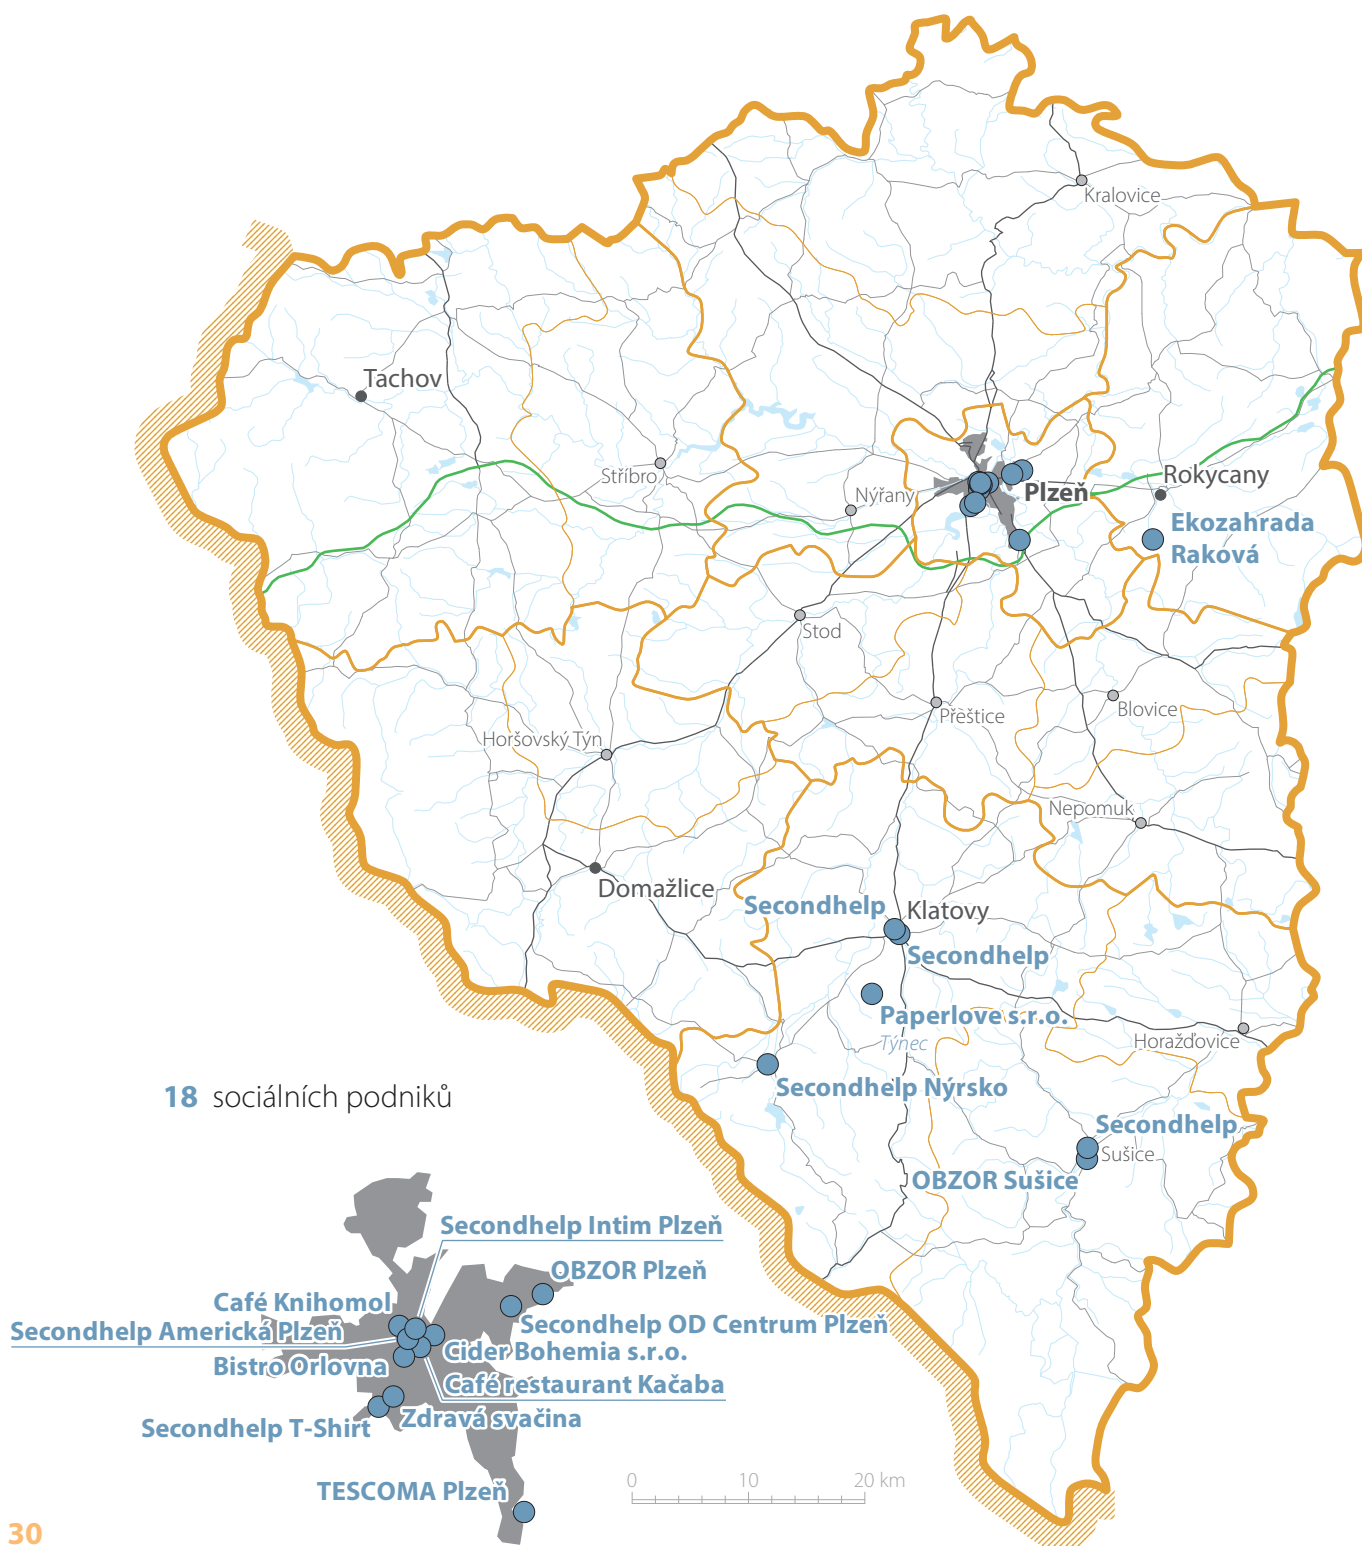 Kralovice
Tachov
Stříbro
Nýřany
Plzeň
Rokycany
Ekozahrada
Raková
Stod
Přeštice
Blovice
Horšovský Týn
Nepomuk
Domažlice
Secondhelp
Klatovy
Secondhelp
Paperlove s.r.o.
Týnec
Horažďovice
Secondhelp Nýrsko
18 sociálních podniků
Secondhelp
Sušice
OBZOR Sušice
Secondhelp Intim Plzeň
OBZOR Plzeň
Café Knihomol
Secondhelp OD Centrum Plzeň
Secondhelp Americká Plzeň
Cider Bohemia s.r.o.
Bistro Orlovna
Café restaurant Kačaba
Zdravá svačina
Secondhelp T-Shirt
TESCOMA Plzeň
0 10 20 km
30